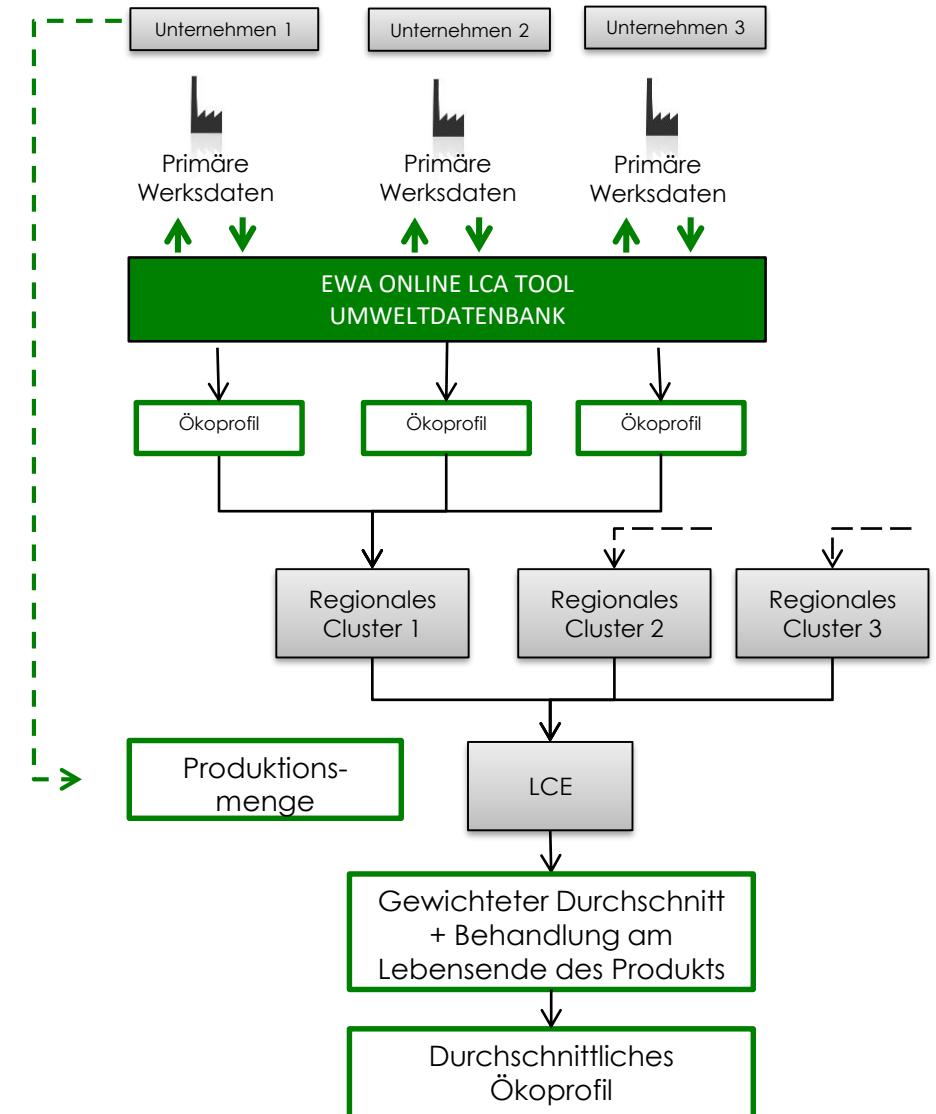 Unternehmen 1
Unternehmen 2
Unternehmen 3
Primäre
Werksdaten
Primäre
Werksdaten
Primäre
Werksdaten
EWA ONLINE LCA TOOL
UMWELTDATENBANK
Ökoprofil
Ökoprofil
Ökoprofil
Regionales
Cluster 1
Regionales
Cluster 2
Regionales
Cluster 3
Produktions-
menge
LCE
Gewichteter Durchschnitt
+ Behandlung am
Lebensende des Produkts
Durchschnittliches
Ökoprofil